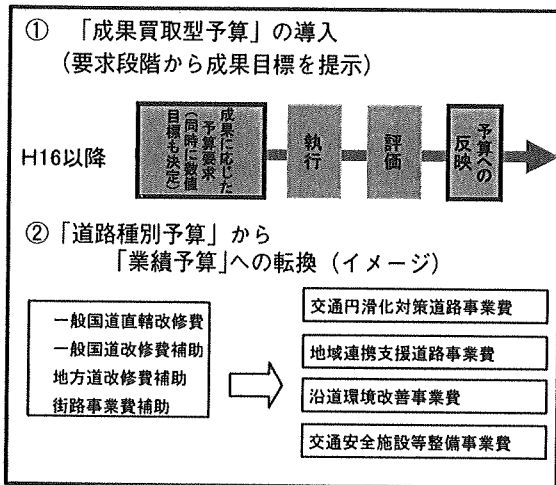 ① 「成果買取型予算」の導入
(要求段階から成果目標を提示)
H16以降
成果に応じた
予算要求
(同時に数値
目標も決定)
執行
評価
予算への
反映
②「道路種別予算」から
「業績予算」への転換(イメージ)
一般国道直轄改修費
一般国道改修費補助
地方道改修費補助
街路事業費補助
交通円滑化対策道路事業費
地域連携支援道路事業費
沿道環境改善事業費
交通安全施設等整備事業費